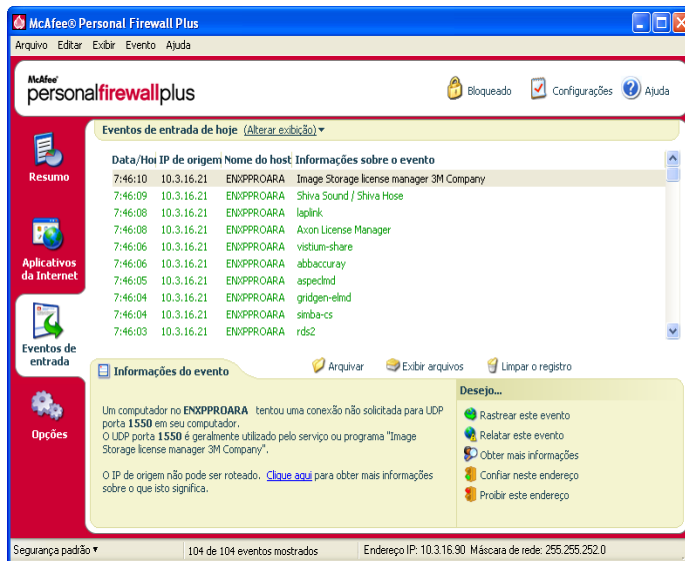 McAfee® Personal Firewall Plus
Arquivo Editar Exibir Evento Ajuda
McAfee®
personalfirewallplus
Bloqueado Configurações Ajuda
Eventos de entrada de hoje (Alterar exibição)
Data/Hor IP de origem Nome do host Informações sobre o evento
7:46:10 10.3.16.21 ENXPPROARA Image Storage license manager 3M Company
7:46:09 10.3.16.21 ENXPPROARA Shiva Sound / Shiva Hose
7:46:08 10.3.16.21 ENXPPROARA laplink
7:46:08 10.3.16.21 ENXPPROARA Axon License Manager
7:46:06 10.3.16.21 ENXPPROARA vistium-share
7:46:06 10.3.16.21 ENXPPROARA abbaccuray
7:46:05 10.3.16.21 ENXPPROARA aspeclmd
7:46:04 10.3.16.21 ENXPPROARA gridgen-elmd
7:46:04 10.3.16.21 ENXPPROARA simba-cs
7:46:03 10.3.16.21 ENXPPROARA rds2
Resumo
Aplicativos
da Internet
Eventos de
entrada
Opções
Arquivar Exibir arquivos Limpar o registro
Informações do evento
Um computador no ENXPPROARA tentou uma conexão não solicitada para UDP
porta 1550 em seu computador.
O UDP porta 1550 é geralmente utilizado pelo serviço ou programa "Image
Storage license manager 3M Company".
O IP de origem não pode ser roteado. Clique aqui para obter mais informações
sobre o que isto significa.
Desejo...
Rastrear este evento
Relatar este evento
Obter mais informações
Confiar neste endereço
Proibir este endereço
Segurança padrão 104 de 104 eventos mostrados Endereço IP: 10.3.16.90 Máscara de rede: 255.255.252.0